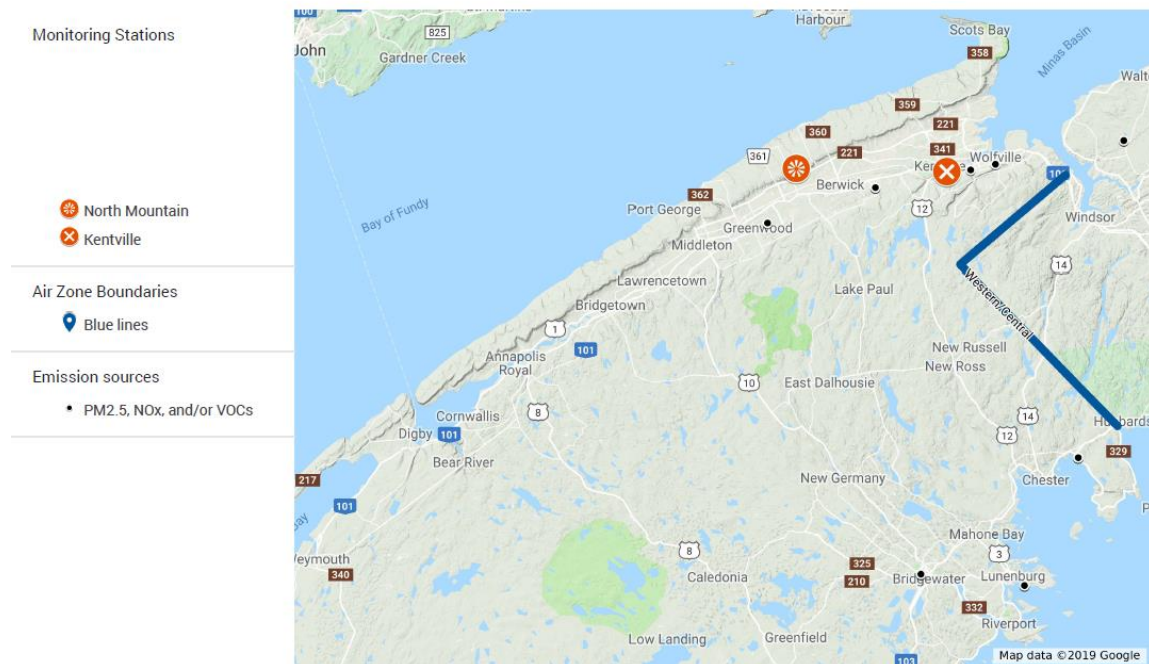 Monitoring Stations
North Mountain
Kentville
Air Zone Boundaries
Blue lines
Emission sources
PM2.5, NOx, and/or VOCs
Harbour
Scots Bay
825
John
Gardner Creek
358
Minas Basin
359
360
221
361
221
341
Wolfville
Berwick
12
362
Port George
Windsor
Bay of Fundy
Greenwood
Middleton
14
Lawrencetown
Lake Paul
Western/Central
Bridgetown
1
101
New Russell
New Ross
Annapolis
Royal
10
East Dalhousie
8
14
Cornwallis
12
Digby
101
329
Bear River
217
New Germany
Chester
101
Mahone Bay
8
3
340
325
Caledonia
210
Bridgewater
Lunenburg
332
Riverport
Low Landing
Greenfield
103
Map data ©2019 Google